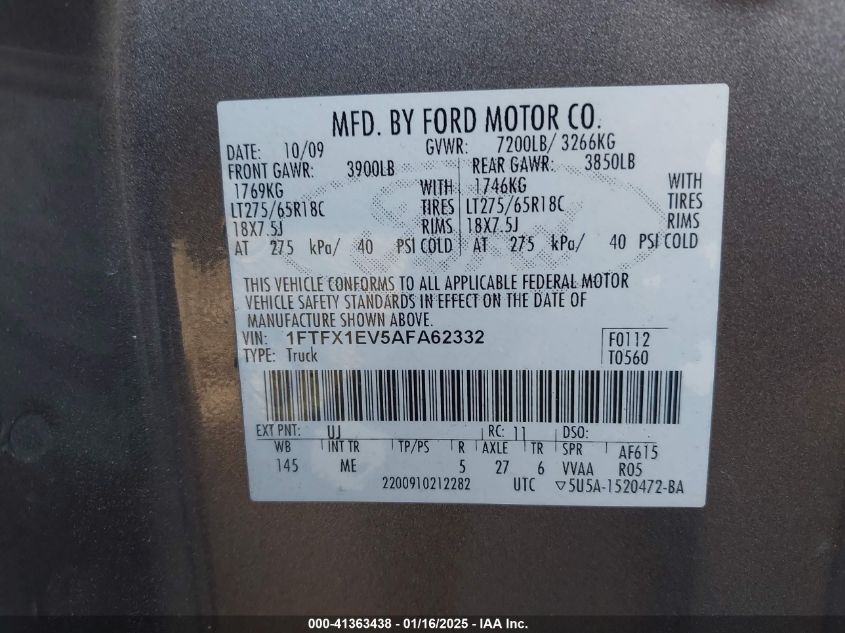 MFD. BY FORD MOTOR CO.
DATE: 10/09 GVWR: 7200LB/ 3266KG
FRONT GAWR: 3900LB REAR GAWR: 3850LB
1769KG WITH 1746KG WITH
LT275/65R18C TIRES LT275/65R18C TIRES
18X7.5J RIMS 18X7.5J RIMS
AT 275 kPa/ 40 PSI COLD AT 275 kPa/ 40 PSI COLD
THIS VEHICLE CONFORMS TO ALL APPLICABLE FEDERAL MOTOR
VEHICLE SAFETY STANDARDS IN EFFECT ON THE DATE OF
MANUFACTURE SHOWN ABOVE.
VIN: 1FTFX1EV5AFA62332 F0112
TYPE: Truck T0560
EXT PNT: UJ RC: 11 DSO:
WB INT TR TP/PS R AXLE TR SPR AF615
145 ME 5 27 6 VVAA R05
2200910212282 UTC ▽5U5A-1520472-BA
000-41363438 - 01/16/2025 - IAA Inc.